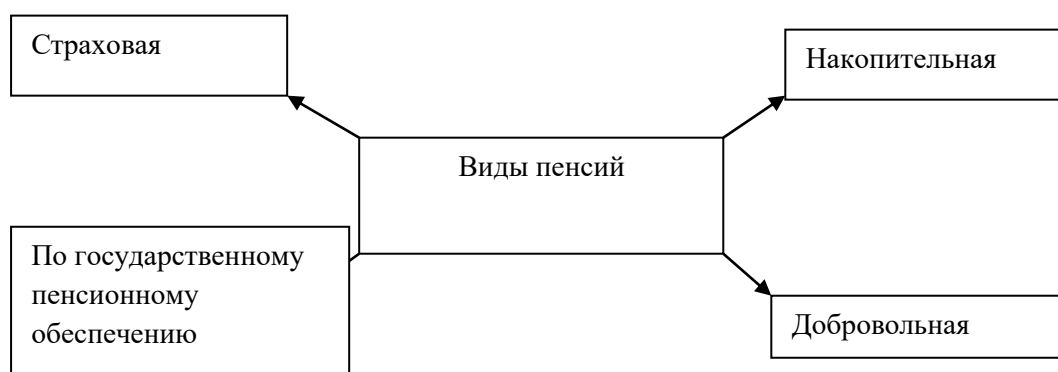 Страховая
Накопительная
Виды пенсий
По государственному
пенсионному
обеспечению
Добровольная